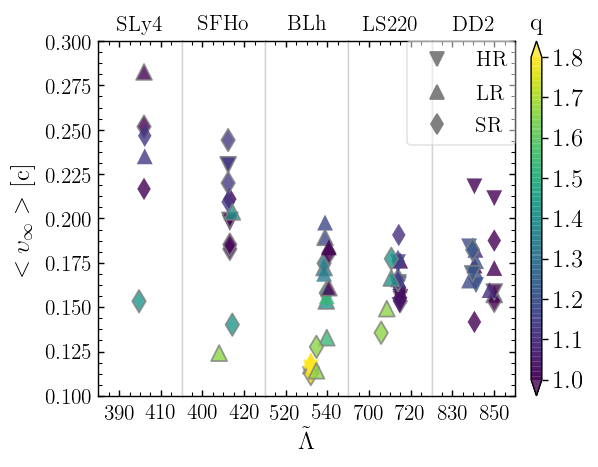 SLy4 SFHo BLh LS220 DD2 q
HR
LR
SR
0.300
0.275
0.250
0.225
0.200
0.175
0.150
0.125
0.100
< v∞ > [c]
1.8
1.7
1.6
1.5
1.4
1.3
1.2
1.1
1.0
390 410 400 420 520 540 700 720 830 850
Λ̃